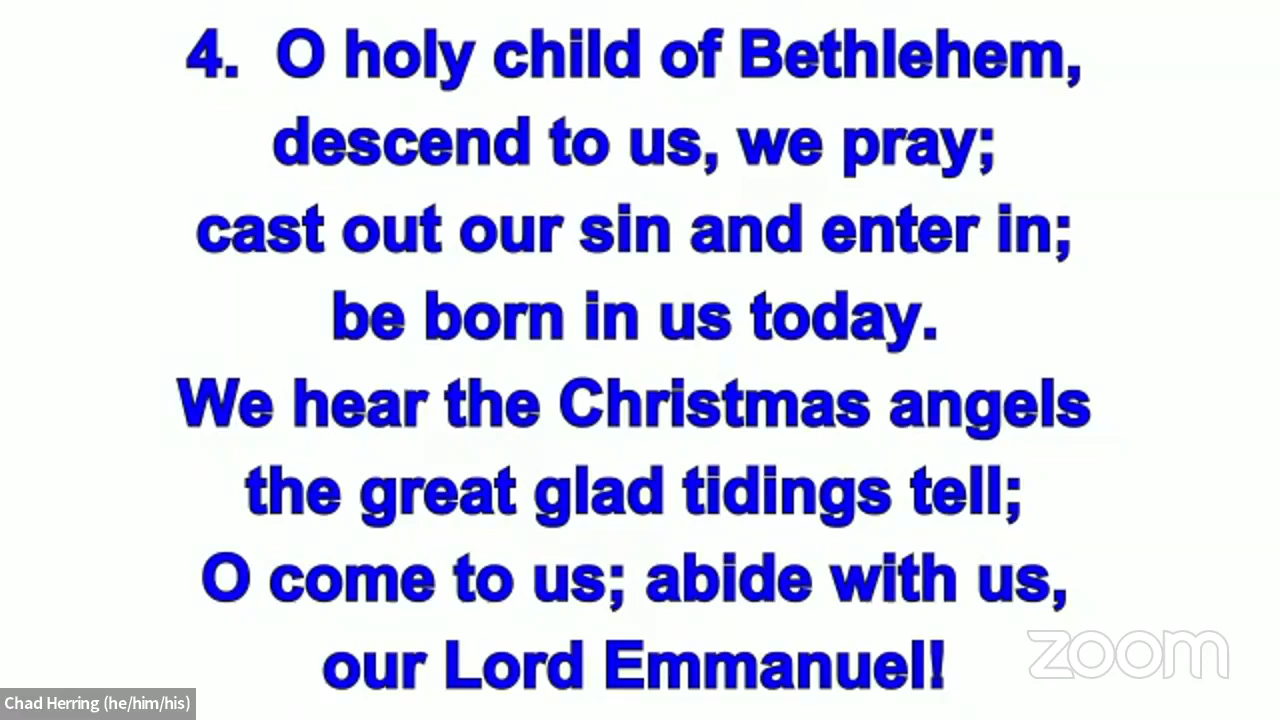 4. O holy child of Bethlehem,
descend to us, we pray;
cast out our sin and enter in;
be born in us today.
We hear the Christmas angels
the great glad tidings tell;
O come to us; abide with us,
our Lord Emmanuel!
zoom
Chad Herring (he/him/his)